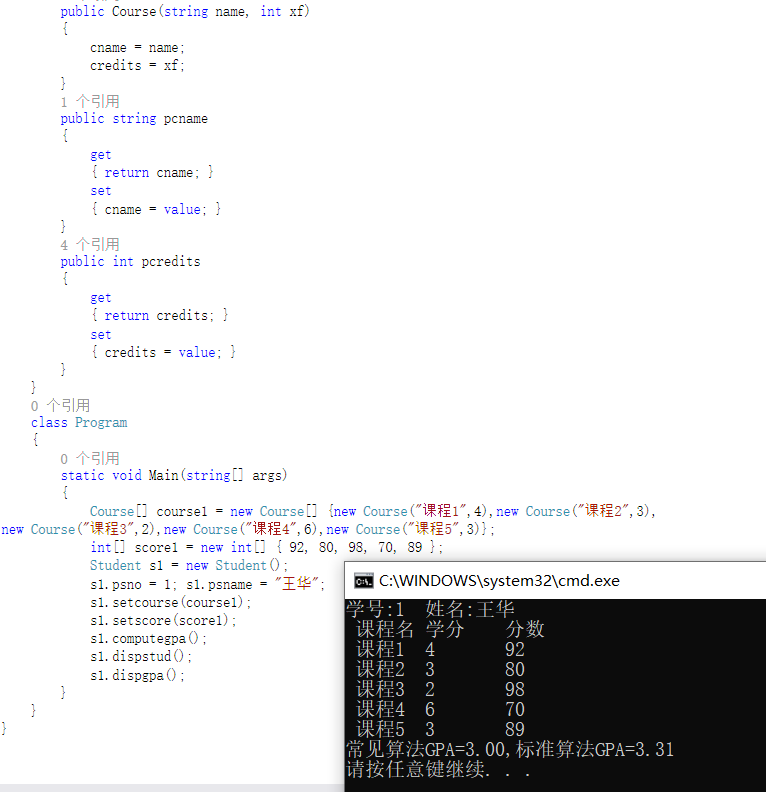 public Course(string name, int xf)
{
cname = name;
credits = xf;
}
1 个引用
public string pcname
{
get
{ return cname; }
set
{ cname = value; }
}
4 个引用
public int pcredits
{
get
{ return credits; }
set
{ credits = value; }
}
}
0 个引用
class Program
{
0 个引用
static void Main(string[] args)
{
Course[] course1 = new Course[] {new Course("课程1",4),new Course("课程2",3),
new Course("课程3",2),new Course("课程4",6),new Course("课程5",3)};
int[] score1 = new int[] { 92, 80, 98, 70, 89 };
Student s1 = new Student();
s1.psno = 1; s1.psname = "王华";
s1.setcourse(course1);
s1.setscore(score1);
s1.computegpa();
s1.dispstud();
s1.dispgpa();
}
}
}
C:\WINDOWS\system32\cmd.exe
学号:1 姓名:王华
课程名 学分 分数
课程1 4 92
课程2 3 80
课程3 2 98
课程4 6 70
课程5 3 89
常见算法GPA=3.00,标准算法GPA=3.31
请按任意键继续. . .